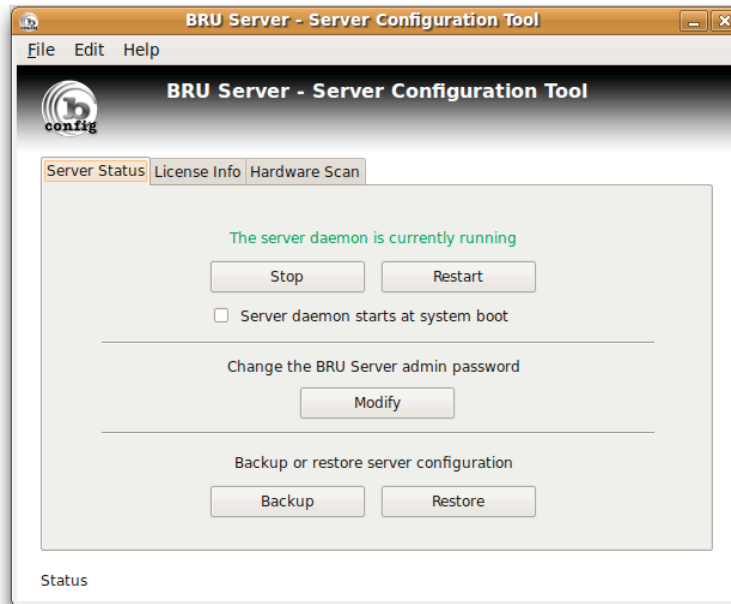 BRU Server - Server Configuration Tool
File Edit Help
b
config
BRU Server - Server Configuration Tool
Server Status License Info Hardware Scan
The server daemon is currently running
Stop Restart
Server daemon starts at system boot
Change the BRU Server admin password
Modify
Backup or restore server configuration
Backup Restore
Status